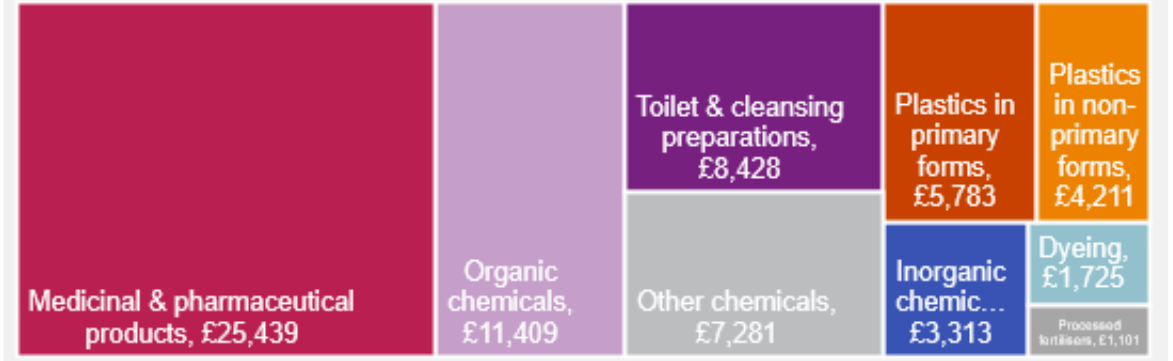 Medicinal & pharmaceutical
products, £25,439
Organic
chemicals,
£11,409
Toilet & cleansing
preparations,
£8,428
Other chemicals,
£7,281
Plastics in
primary
forms,
£5,783
Plastics
in non-
primary
forms,
£4,211
Inorganic
chemic...
£3,313
Dyeing,
£1,725
Processed
fertilisers, £1,101